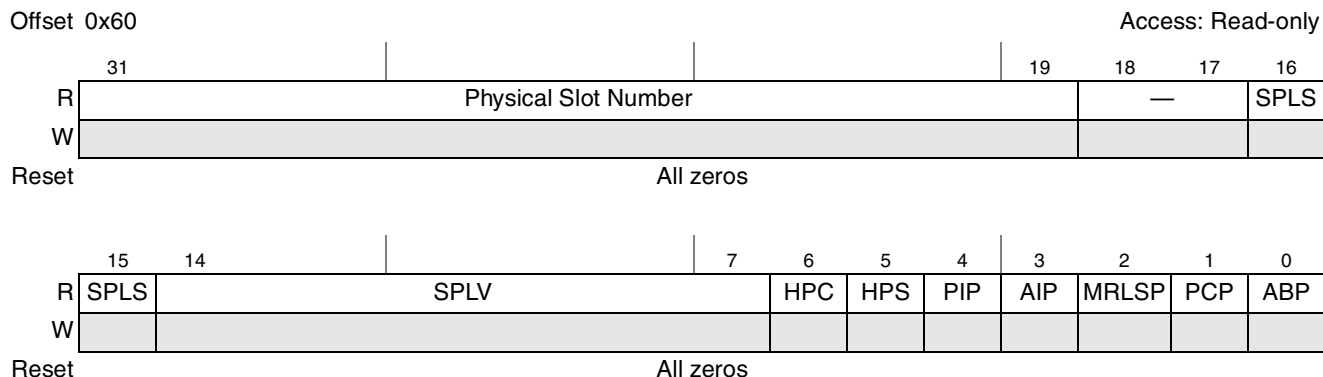 Offset 0x60 Access: Read-only
31 19 18 17 16
R Physical Slot Number — SPLS
W
Reset All zeros
15 14 7 6 5 4 3 2 1 0
R SPLS SPLV HPC HPS PIP AIP MRLSP PCP ABP
W
Reset All zeros